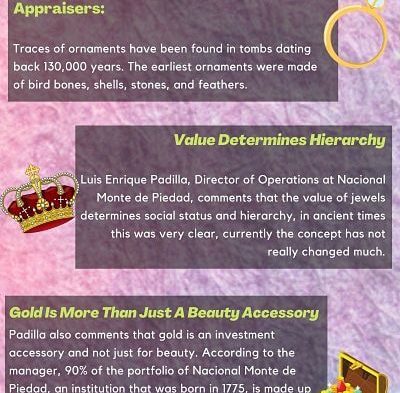 Appraisers:
Traces of ornaments have been found in tombs dating
back 130,000 years. The earliest ornaments were made
of bird bones, shells, stones, and feathers.
Value Determines Hierarchy
Luis Enrique Padilla, Director of Operations at Nacional
Monte de Piedad, comments that the value of jewels
determines social status and hierarchy, in ancient times
this was very clear, currently the concept has not
really changed much.
Gold Is More Than Just A Beauty Accessory
Padilla also comments that gold is an investment
accessory and not just for beauty. According to the
manager, 90% of the portfolio of Nacional Monte de
Piedad, an institution that was born in 1775, is made up